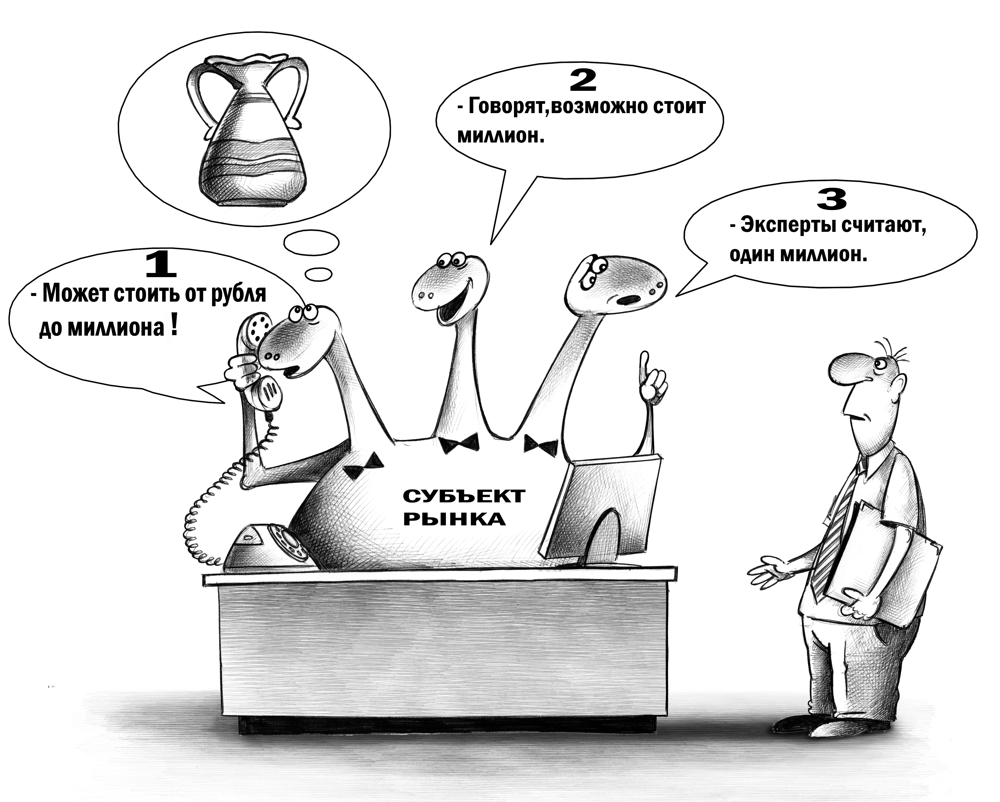 1
- Может стоить от рубля
до миллиона !
2
- Говорят,возможно стоит
миллион.
3
- Эксперты считают,
один миллион.
СУБЪЕКТ
РЫНКА